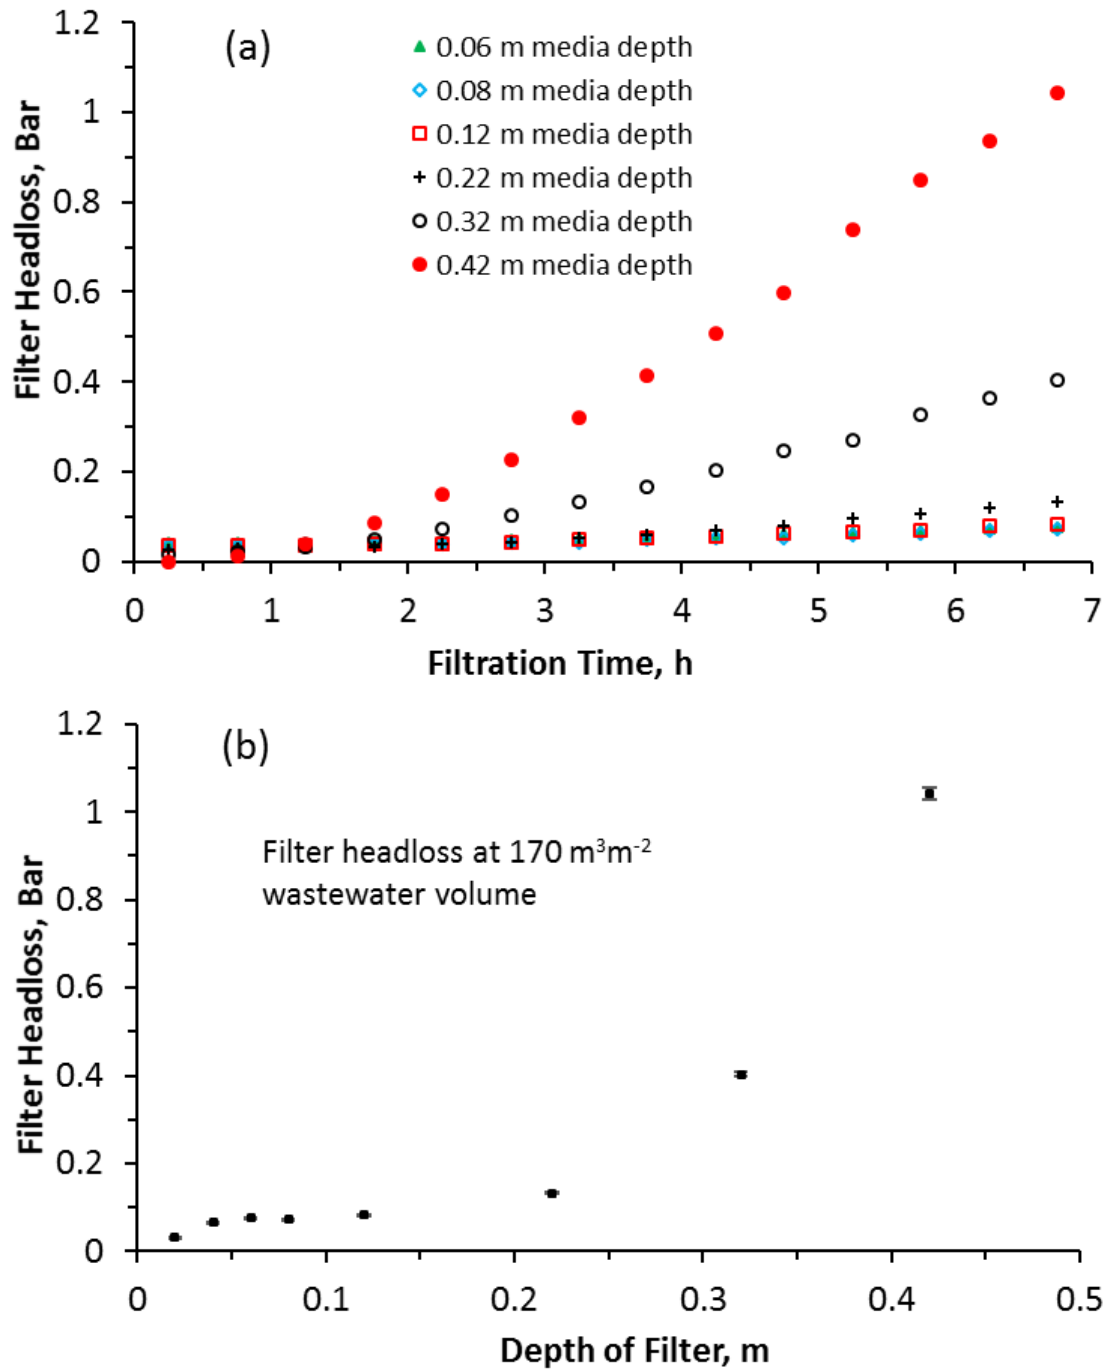 (a)
1.2
1
0.8
0.6
0.4
0.2
0
Filter Headloss, Bar
0.06 m media depth
0.08 m media depth
0.12 m media depth
0.22 m media depth
0.32 m media depth
0.42 m media depth
0 1 2 3 4 5 6 7
Filtration Time, h
(b)
1.2
1
0.8
0.6
0.4
0.2
0
Filter Headloss, Bar
Filter headloss at 170 m³m⁻²
wastewater volume
0 0.1 0.2 0.3 0.4 0.5
Depth of Filter, m